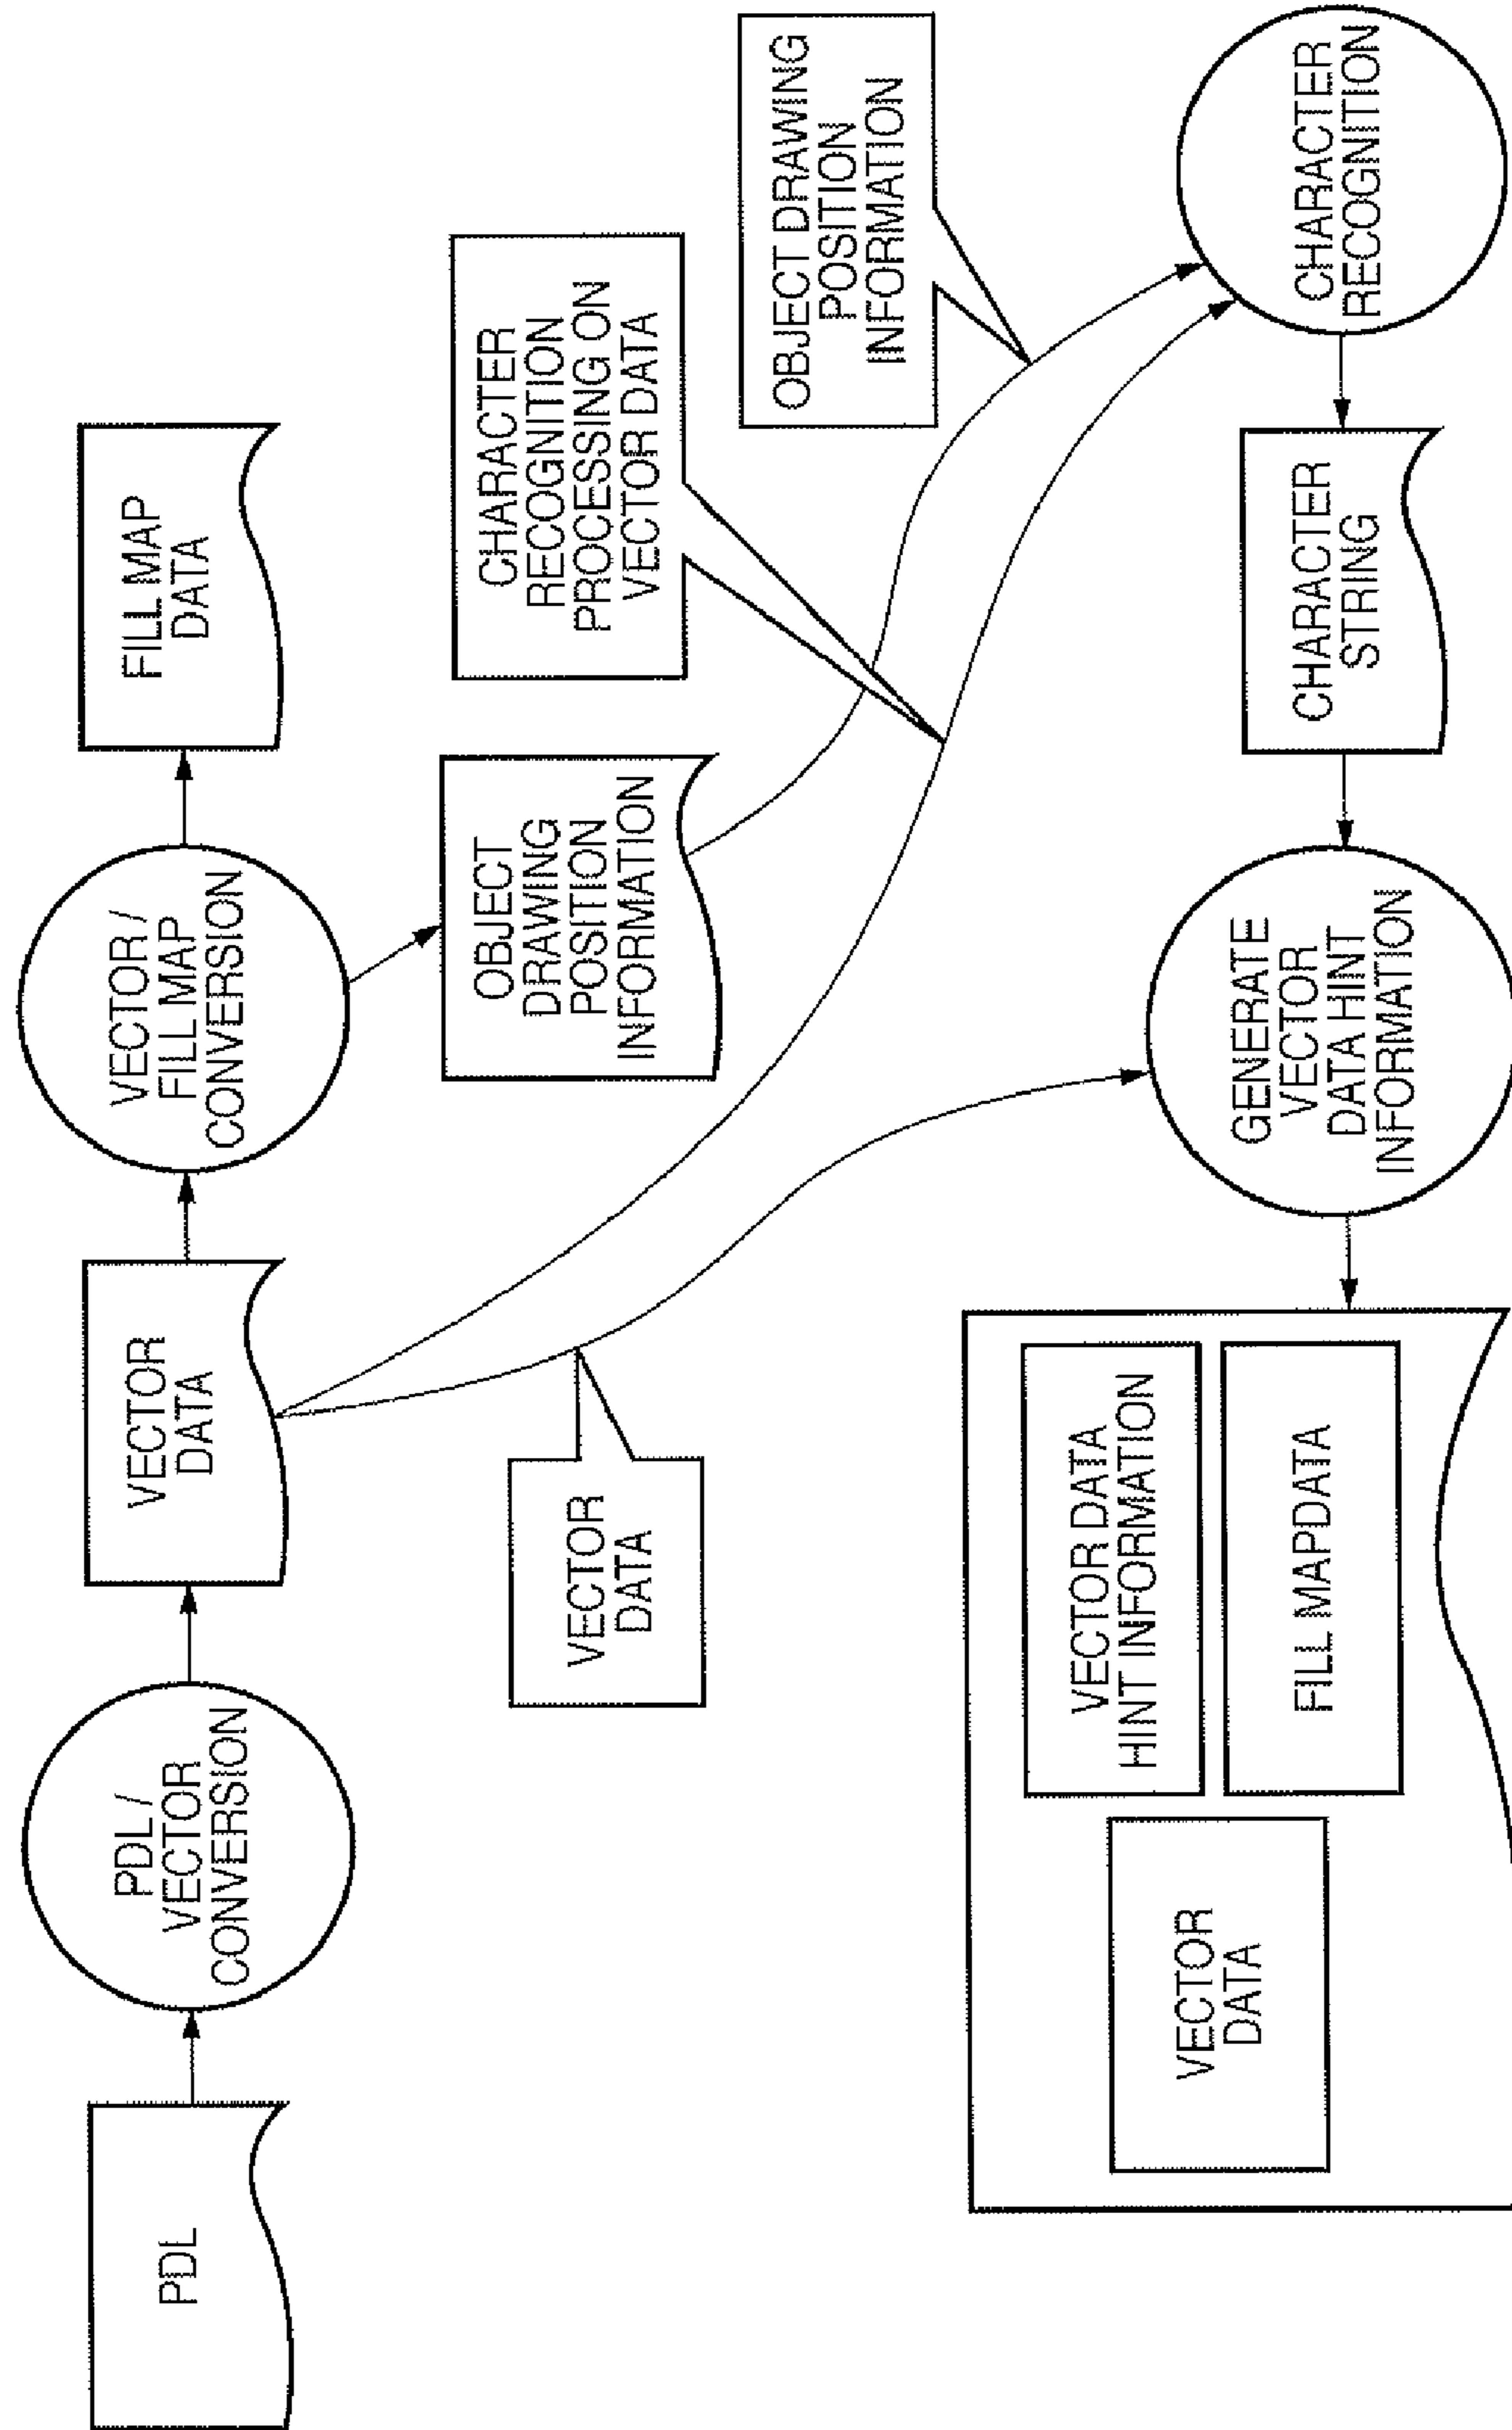 PDL
PDL /
VECTOR
CONVERSION
VECTOR
DATA
VECTOR /
FILL MAP
CONVERSION
FILL MAP
DATA
OBJECT
DRAWING
POSITION
INFORMATION
VECTOR
DATA
CHARACTER
RECOGNITION
PROCESSING ON
VECTOR DATA
OBJECT DRAWING
POSITION
INFORMATION
VECTOR
DATA
VECTOR DATA
HINT INFORMATION
FILL MAPDATA
GENERATE
VECTOR
DATA HINT
INFORMATION
CHARACTER
STRING
CHARACTER
RECOGNITION